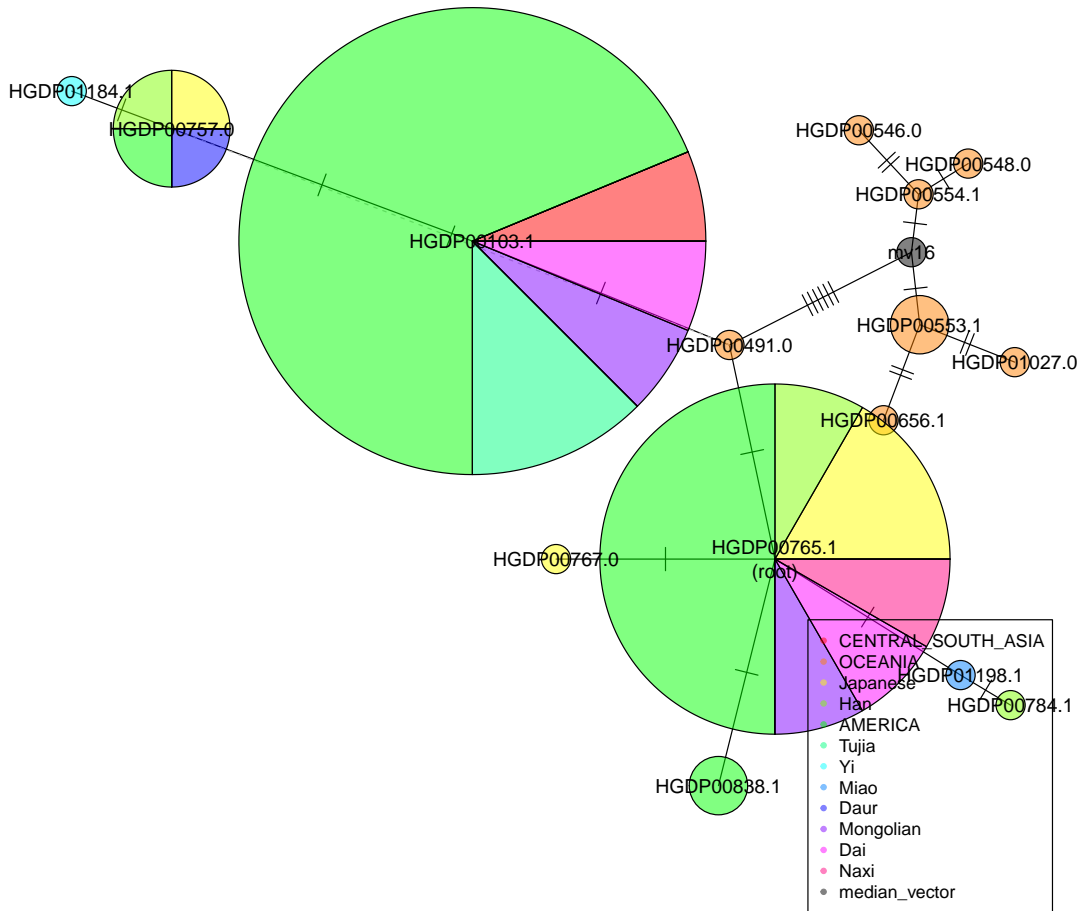 HGDP01184.1
HGDP00757.0
HGDP00546.0
HGDP00548.0
HGDP00554.1
HGDP00103.1
mv16
HGDP00553.1
HGDP00491.0
HGDP01027.0
HGDP00656.1
HGDP00765.1
(root)
HGDP00767.0
CENTRAL_SOUTH_ASIA
OCEANIA
HGDP01198.1
Japanese
Han
HGDP00784.1
AMERICA
Tujia
Yi
HGDP00838.1
Miao
Daur
Mongolian
Dai
Naxi
median_vector